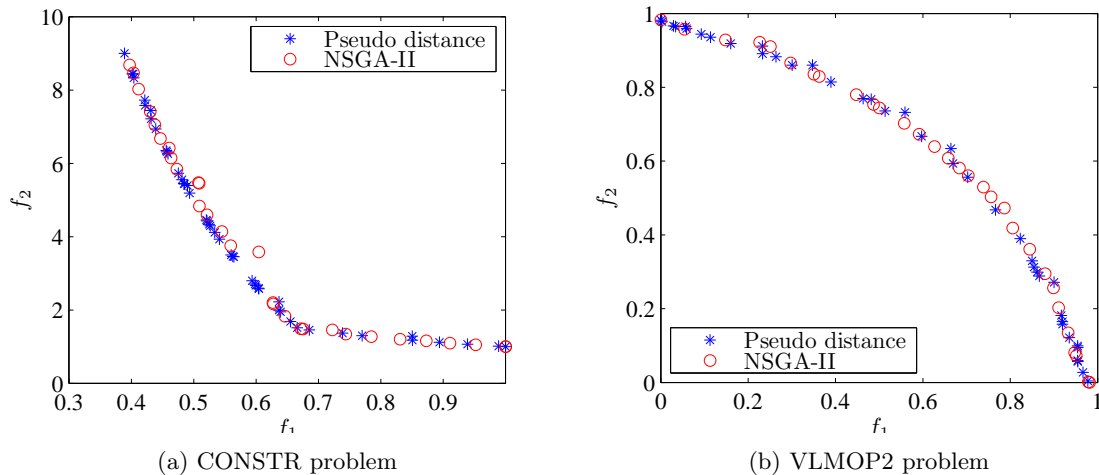 10
8
6
4
2
0
f2
0.3 0.4 0.5 0.6 0.7 0.8 0.9
f1
Pseudo distance
NSGA-II
(a) CONSTR problem
1
0.8
0.6
0.4
0.2
0
f2
0 0.2 0.4 0.6 0.8 1
f1
Pseudo distance
NSGA-II
(b) VLMOP2 problem